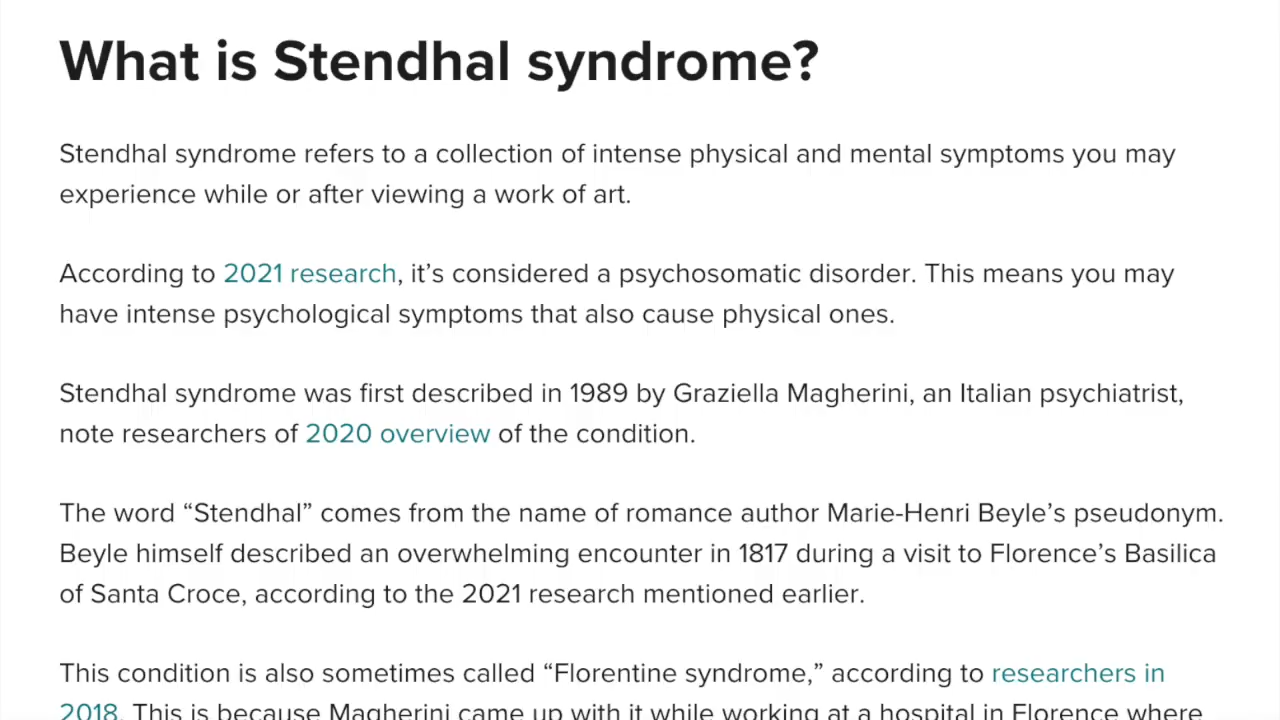 What is Stendhal syndrome?
Stendhal syndrome refers to a collection of intense physical and mental symptoms you may
experience while or after viewing a work of art.
According to 2021 research, it’s considered a psychosomatic disorder. This means you may
have intense psychological symptoms that also cause physical ones.
Stendhal syndrome was first described in 1989 by Graziella Magherini, an Italian psychiatrist,
note researchers of 2020 overview of the condition.
The word “Stendhal” comes from the name of romance author Marie-Henri Beyle’s pseudonym.
Beyle himself described an overwhelming encounter in 1817 during a visit to Florence’s Basilica
of Santa Croce, according to the 2021 research mentioned earlier.
This condition is also sometimes called “Florentine syndrome,” according to researchers in
2018. This is because Magherini came up with it while working at a hospital in Florence where